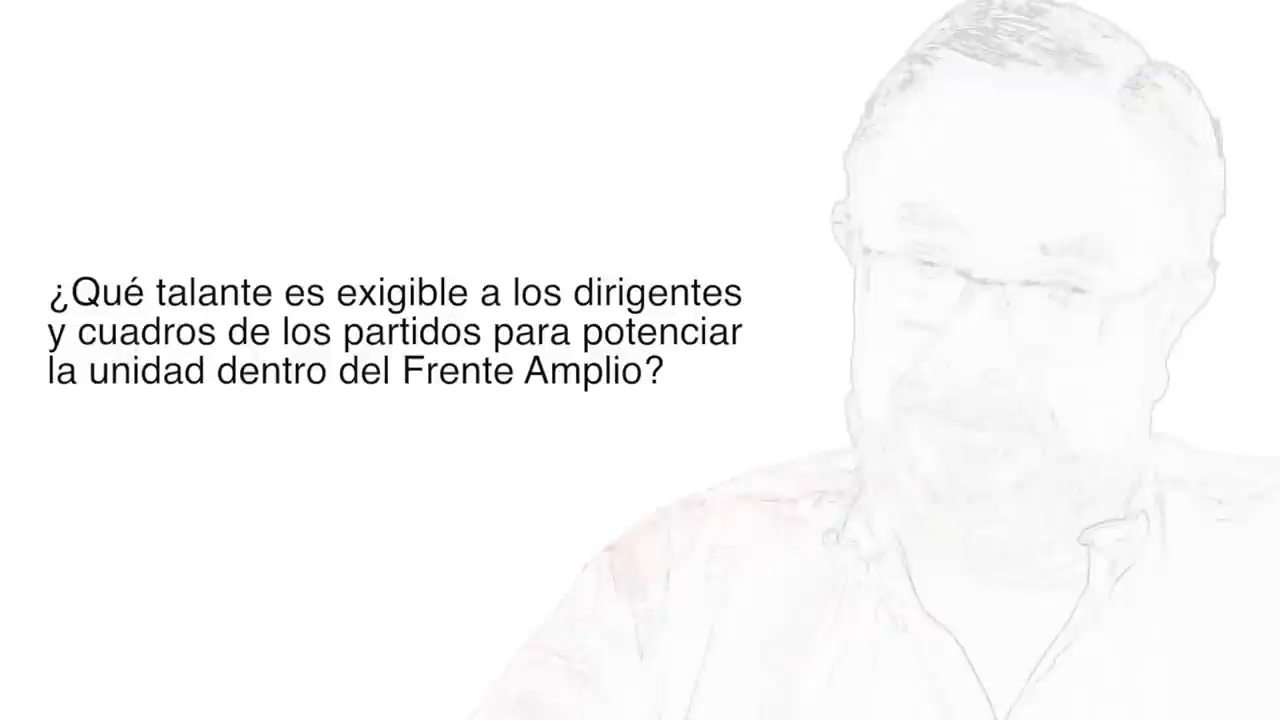 ¿Qué talante es exigible a los dirigentes
y cuadros de los partidos para potenciar
la unidad dentro del Frente Amplio?